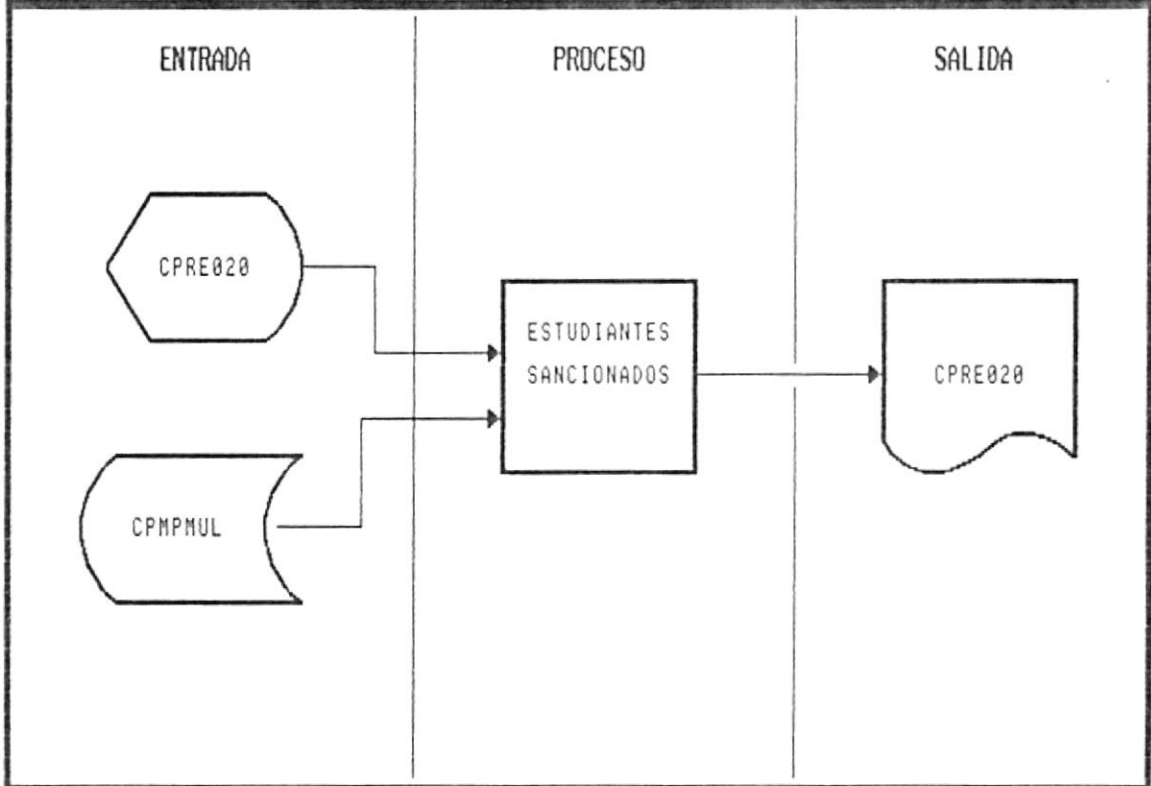 ENTRADA
PROCESO
SALIDA
CPRE020
ESTUDIANTES
SANCIONADOS
CPRE020
CPMPMUL